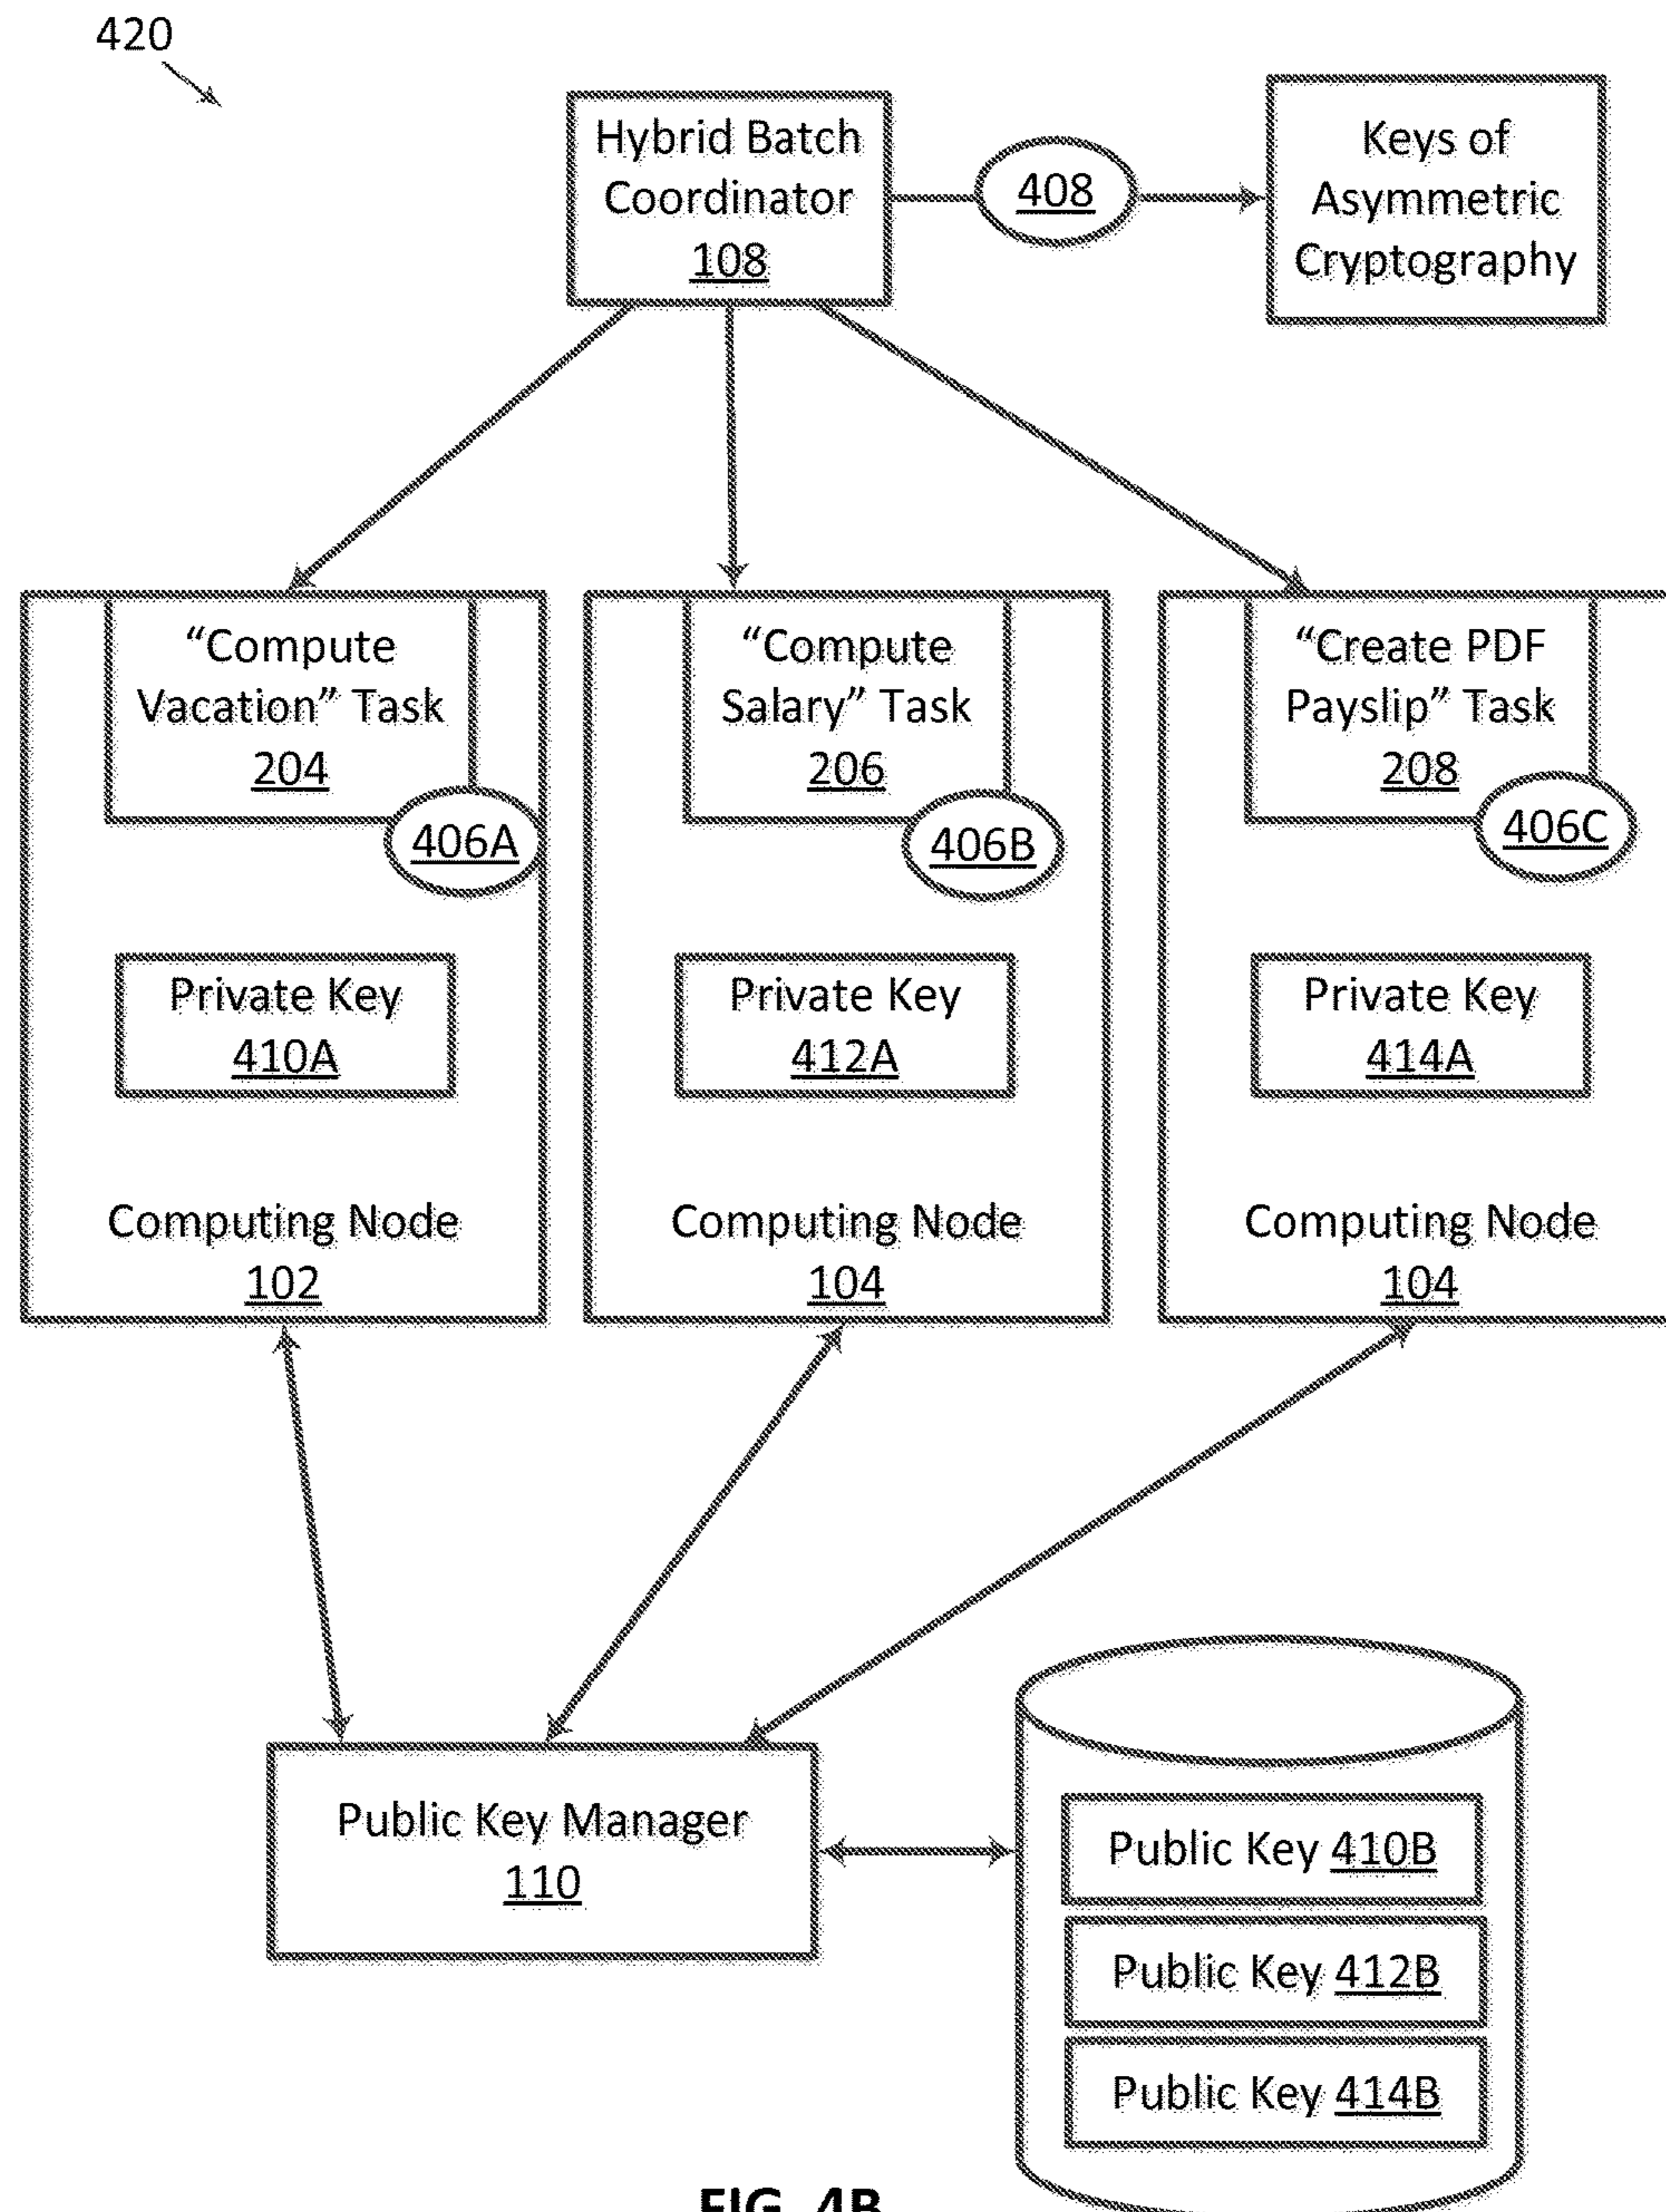 420
Hybrid Batch
Coordinator
108
408
Keys of
Asymmetric
Cryptography
“Compute
Vacation” Task
204
406A
“Compute
Salary” Task
206
406B
“Create PDF
Payslip” Task
208
406C
Private Key
410A
Private Key
412A
Private Key
414A
Computing Node
102
Computing Node
104
Computing Node
104
Public Key Manager
110
Public Key 410B
Public Key 412B
Public Key 414B
FIG. 4B